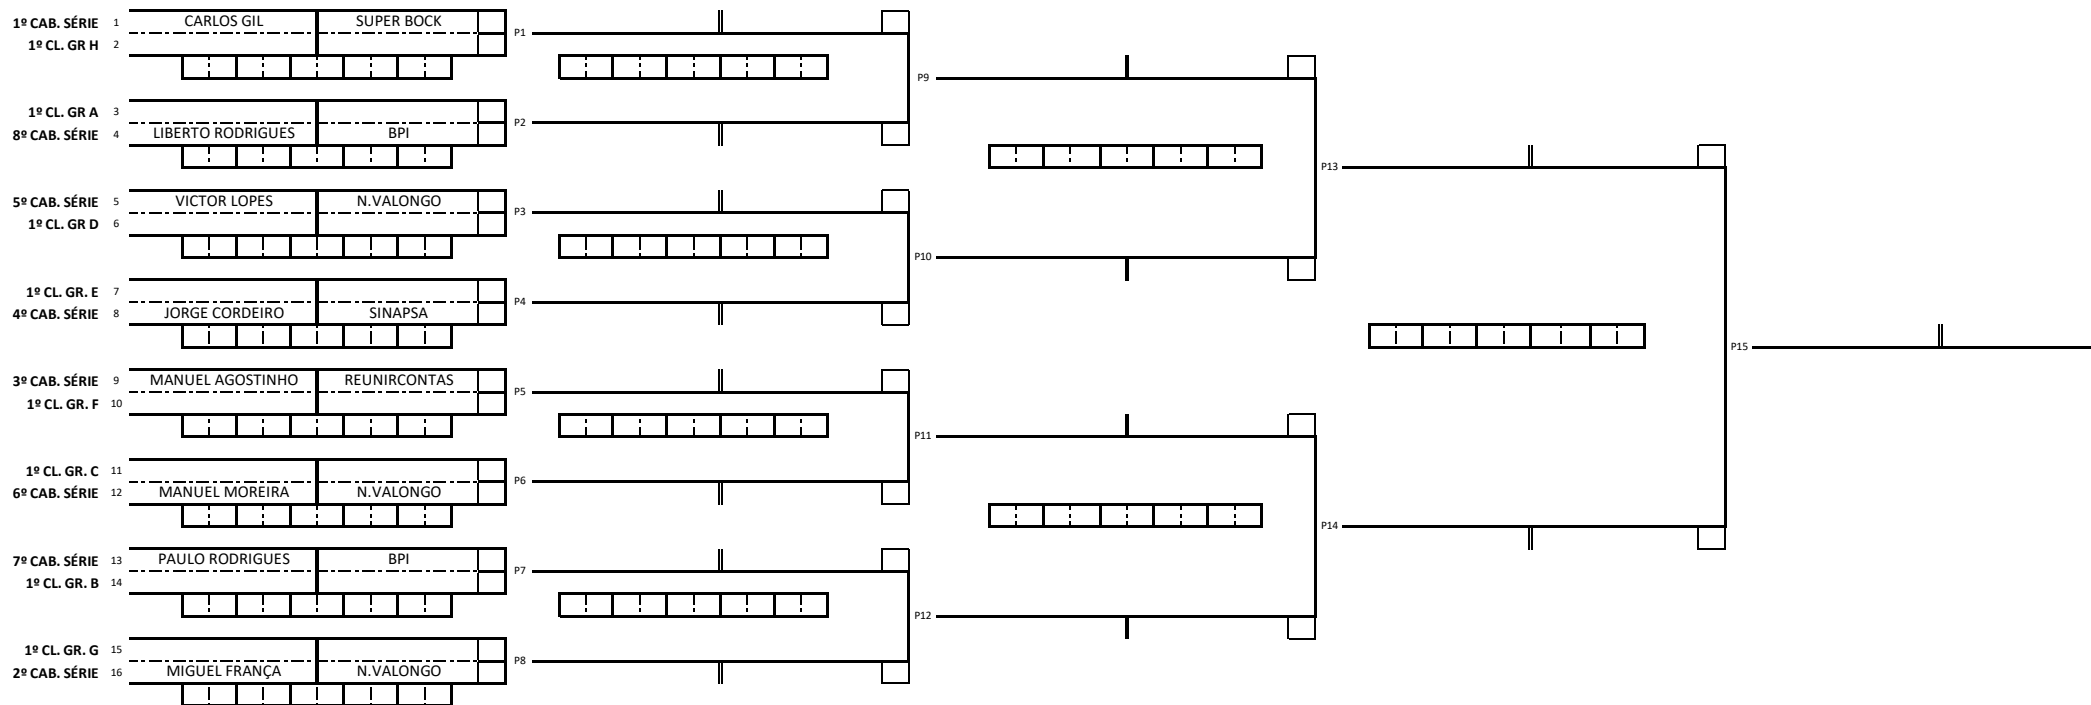 1º CAB. SÉRIE 1 CARLOS GIL SUPER BOCK
P1
1º CL. GR H 2
P9
1º CL. GR A 3
P2
8º CAB. SÉRIE 4 LIBERTO RODRIGUES BPI
P13
5º CAB. SÉRIE 5 VICTOR LOPES N.VALONGO
P3
1º CL. GR D 6
P10
1º CL. GR. E 7
P4
4º CAB. SÉRIE 8 JORGE CORDEIRO SINAPSA
P15
3º CAB. SÉRIE 9 MANUEL AGOSTINHO REUNIRCONTAS
P5
1º CL. GR. F 10
P11
1º CL. GR. C 11
P6
6º CAB. SÉRIE 12 MANUEL MOREIRA N.VALONGO
P14
7º CAB. SÉRIE 13 PAULO RODRIGUES BPI
P7
1º CL. GR. B 14
P12
1º CL. GR. G 15
P8
2º CAB. SÉRIE 16 MIGUEL FRANÇA N.VALONGO